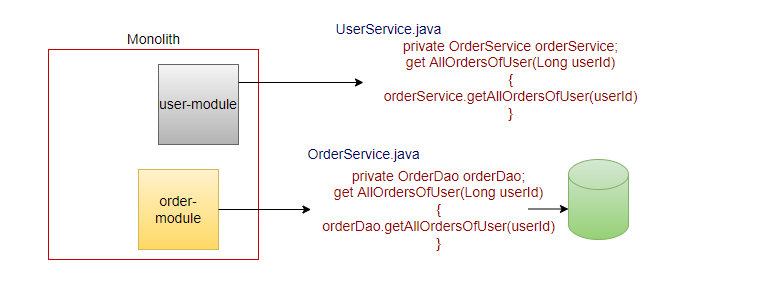 Monolith
user-module
order-
module
UserService.java
private OrderService orderService;
get AllOrdersOfUser(Long userId)
{
orderService.getAllOrdersOfUser(userId)
}
OrderService.java
private OrderDao orderDao;
get AllOrdersOfUser(Long userId)
{
orderDao.getAllOrdersOfUser(userId)
}